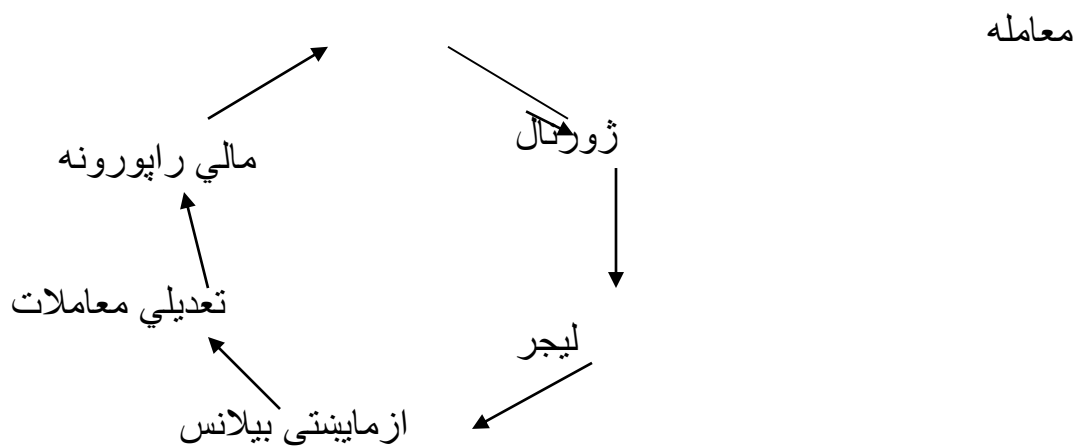 معامله
ژورنال
مالي راپورونه
تعديلي معاملات
ليجر
ازمايښتي بيلانس